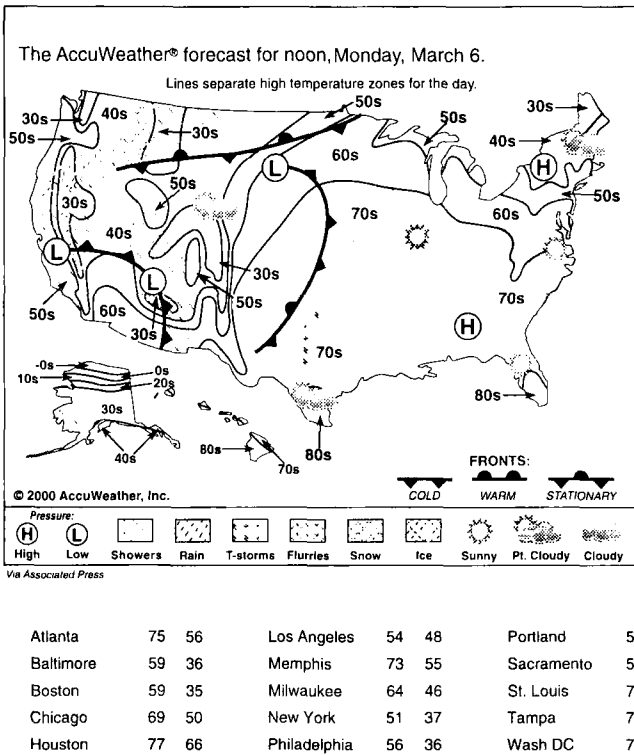 The AccuWeather® forecast for noon, Monday, March 6.
Lines separate high temperature zones for the day.
30s
50s
40s
30s
50s
50s
30s
40s
60s
H
L
50s
30s
50s
70s
60s
40s
L
30s
L
50s
70s
50s
60s
30s
H
70s
-0s
0s
10s
20s
30s
40s
80s
70s
80s
80s
FRONTS:
COLD WARM STATIONARY
© 2000 AccuWeather, Inc.
Pressure:
H L
High Low Showers Rain T-storms Flurries Snow Ice Sunny Pt. Cloudy Cloudy
Via Associated Press
Atlanta 75 56 Los Angeles 54 48 Portland 5
Baltimore 59 36 Memphis 73 55 Sacramento 5
Boston 59 35 Milwaukee 64 46 St. Louis 7
Chicago 69 50 New York 51 37 Tampa 7
Houston 77 66 Philadelphia 56 36 Wash DC 7